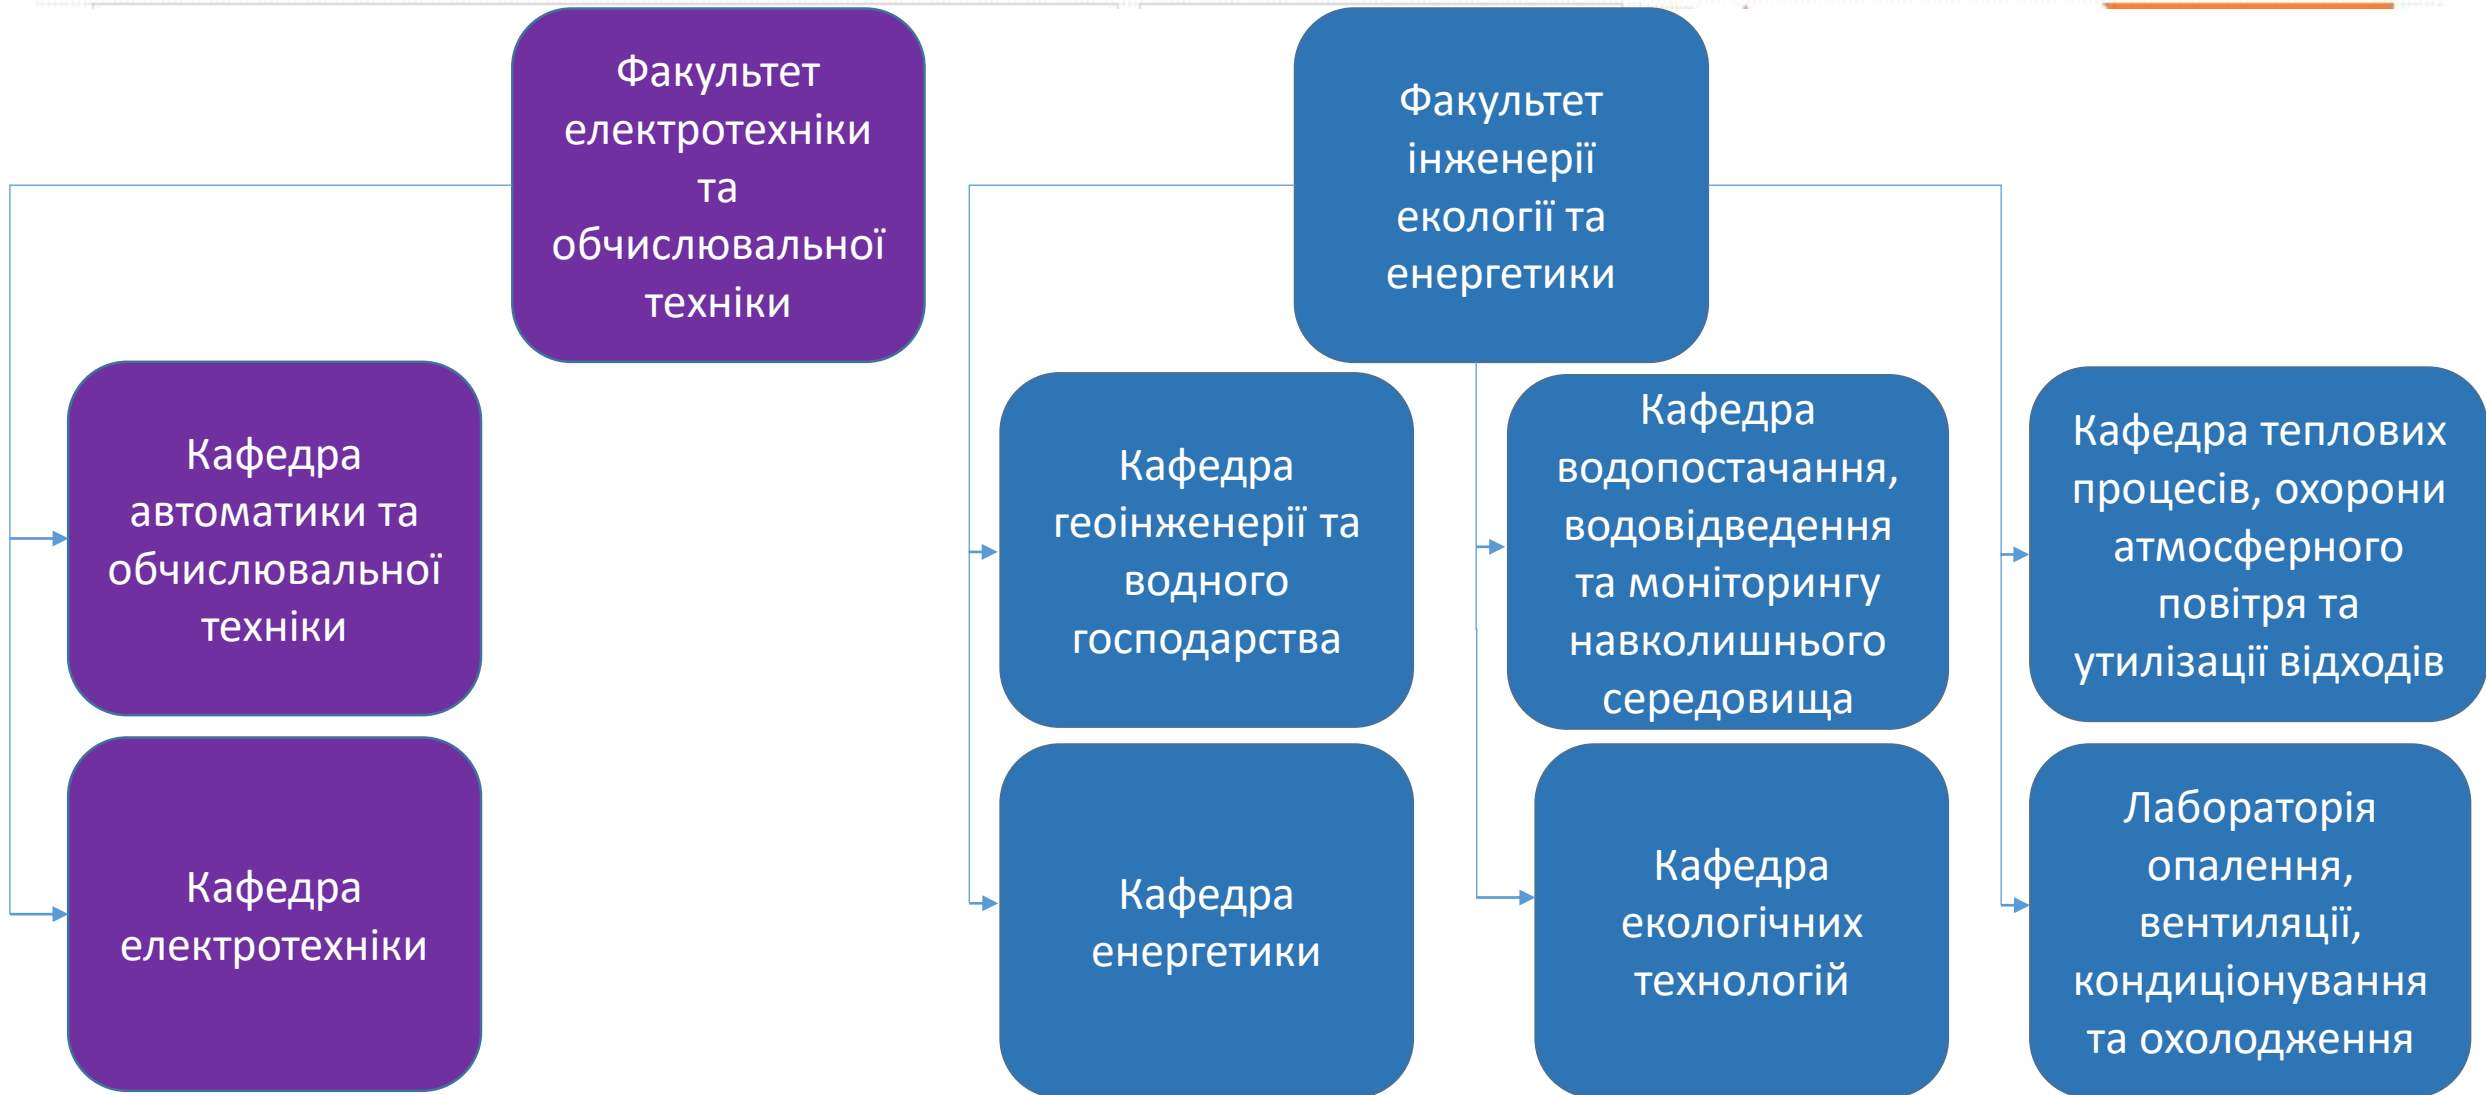 Факультет
електротехніки
та
обчислювальної
техніки
Факультет
інженерії
екології та
енергетики
Кафедра
автоматики та
обчислювальної
техніки
Кафедра
геоінженерії та
водного
господарства
Кафедра
водопостачання,
водовідведення
та моніторингу
навколишнього
середовища
Кафедра теплових
процесів, охорони
атмосферного
повітря та
утилізації відходів
Кафедра
електротехніки
Кафедра
енергетики
Кафедра
екологічних
технологій
Лабораторія
опалення,
вентиляції,
кондиціонування
та охолодження